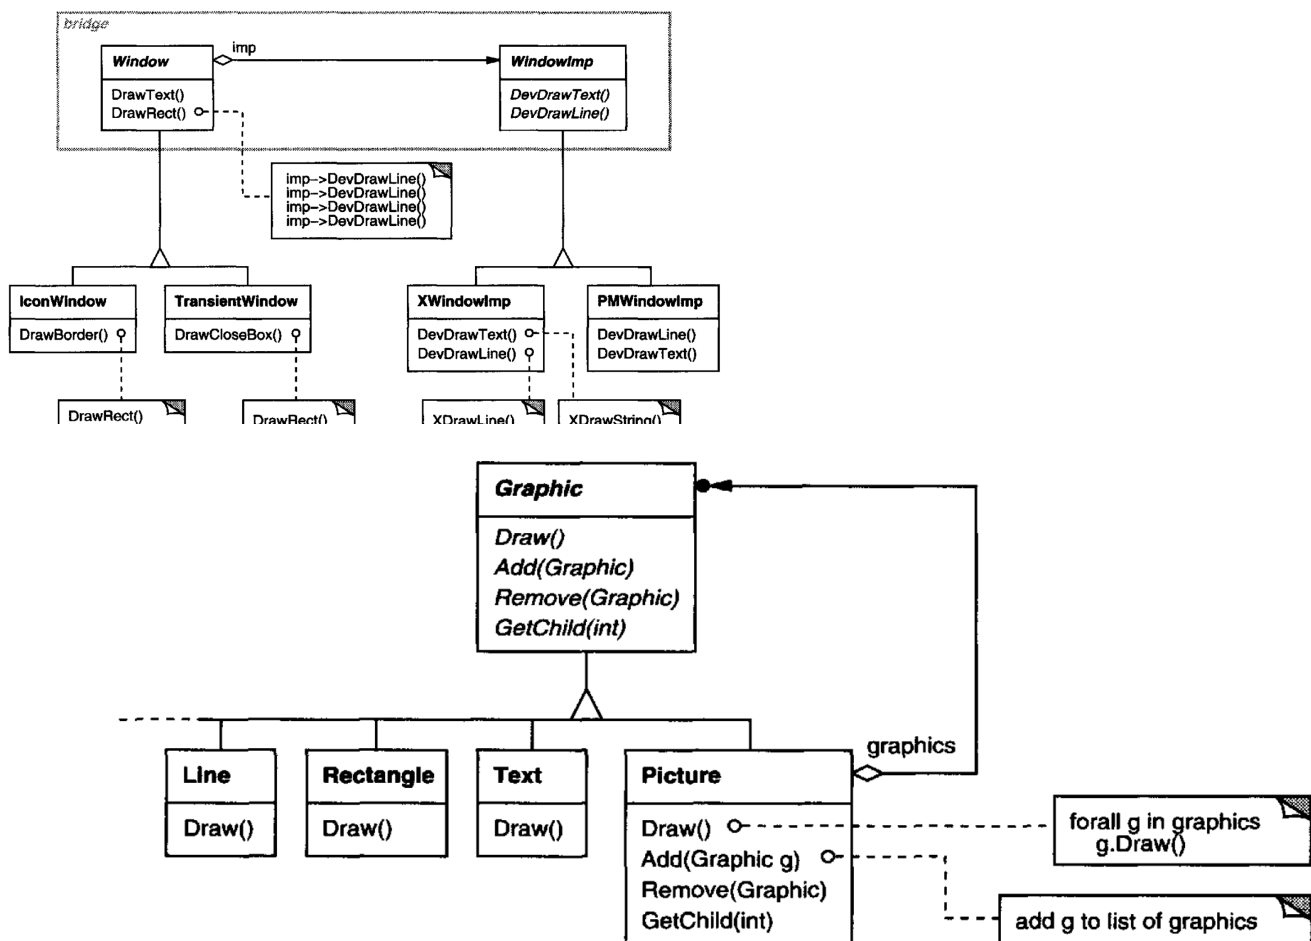 bridge
Window
DrawText()
DrawRect()
imp
WindowImp
DevDrawText()
DevDrawLine()
imp->DevDrawLine()
imp->DevDrawLine()
imp->DevDrawLine()
imp->DevDrawLine()
IconWindow
DrawBorder()
TransientWindow
DrawCloseBox()
XWindowImp
DevDrawText()
DevDrawLine()
PMWindowImp
DevDrawLine()
DevDrawText()
DrawRect()
DrawRect()
XDrawLine()
XDrawString()
Graphic
Draw()
Add(Graphic)
Remove(Graphic)
GetChild(int)
Line
Draw()
Rectangle
Draw()
Text
Draw()
Picture
Draw()
Add(Graphic g)
Remove(Graphic)
GetChild(int)
graphics
forall g in graphics
g.Draw()
add g to list of graphics